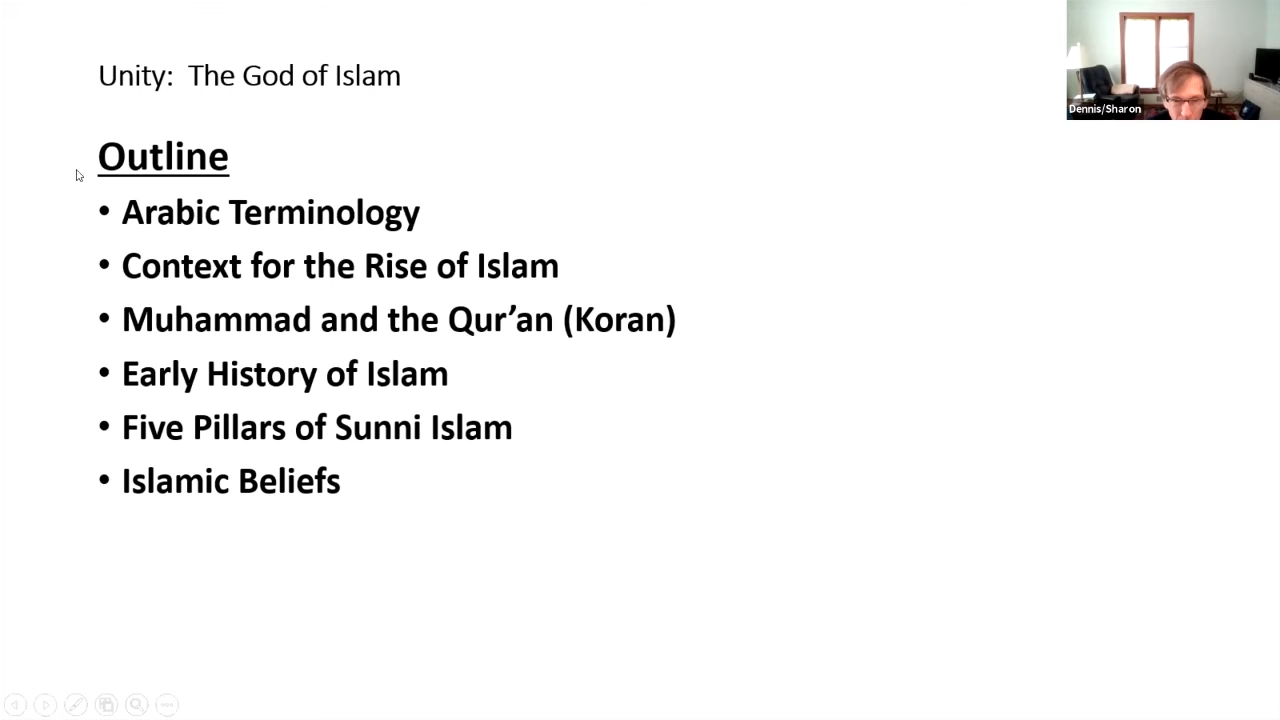 Unity:  The God of Islam
Dennis/Sharon
Outline
• Arabic Terminology
• Context for the Rise of Islam
• Muhammad and the Qur’an (Koran)
• Early History of Islam
• Five Pillars of Sunni Islam
• Islamic Beliefs